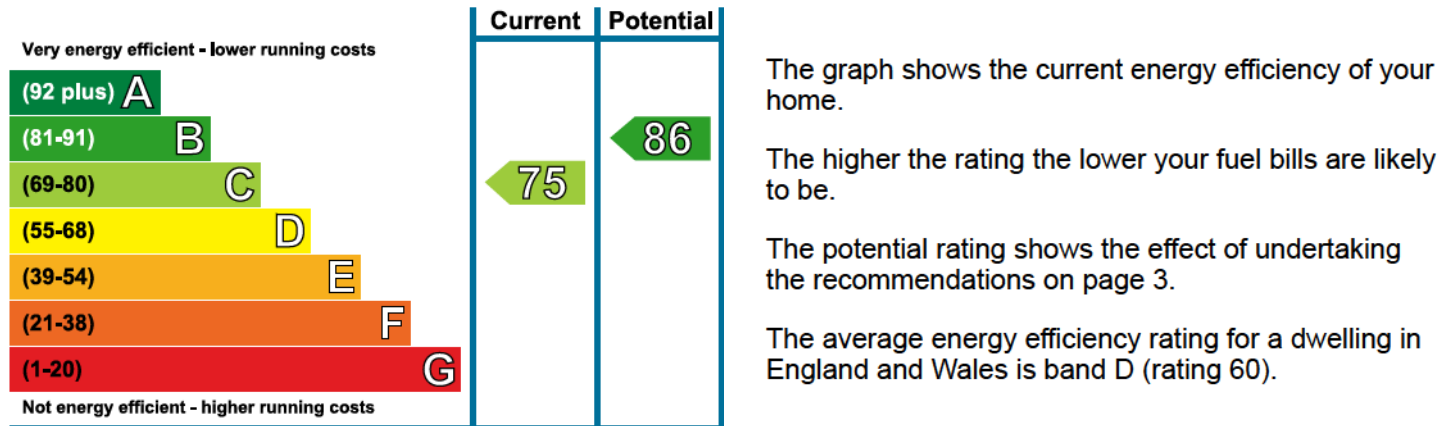 Current Potential
Very energy efficient - lower running costs
(92 plus) A
(81-91) B
86
(69-80) C
75
(55-68) D
(39-54) E
(21-38) F
(1-20) G
Not energy efficient - higher running costs
The graph shows the current energy efficiency of your
home.
The higher the rating the lower your fuel bills are likely
to be.
The potential rating shows the effect of undertaking
the recommendations on page 3.
The average energy efficiency rating for a dwelling in
England and Wales is band D (rating 60).